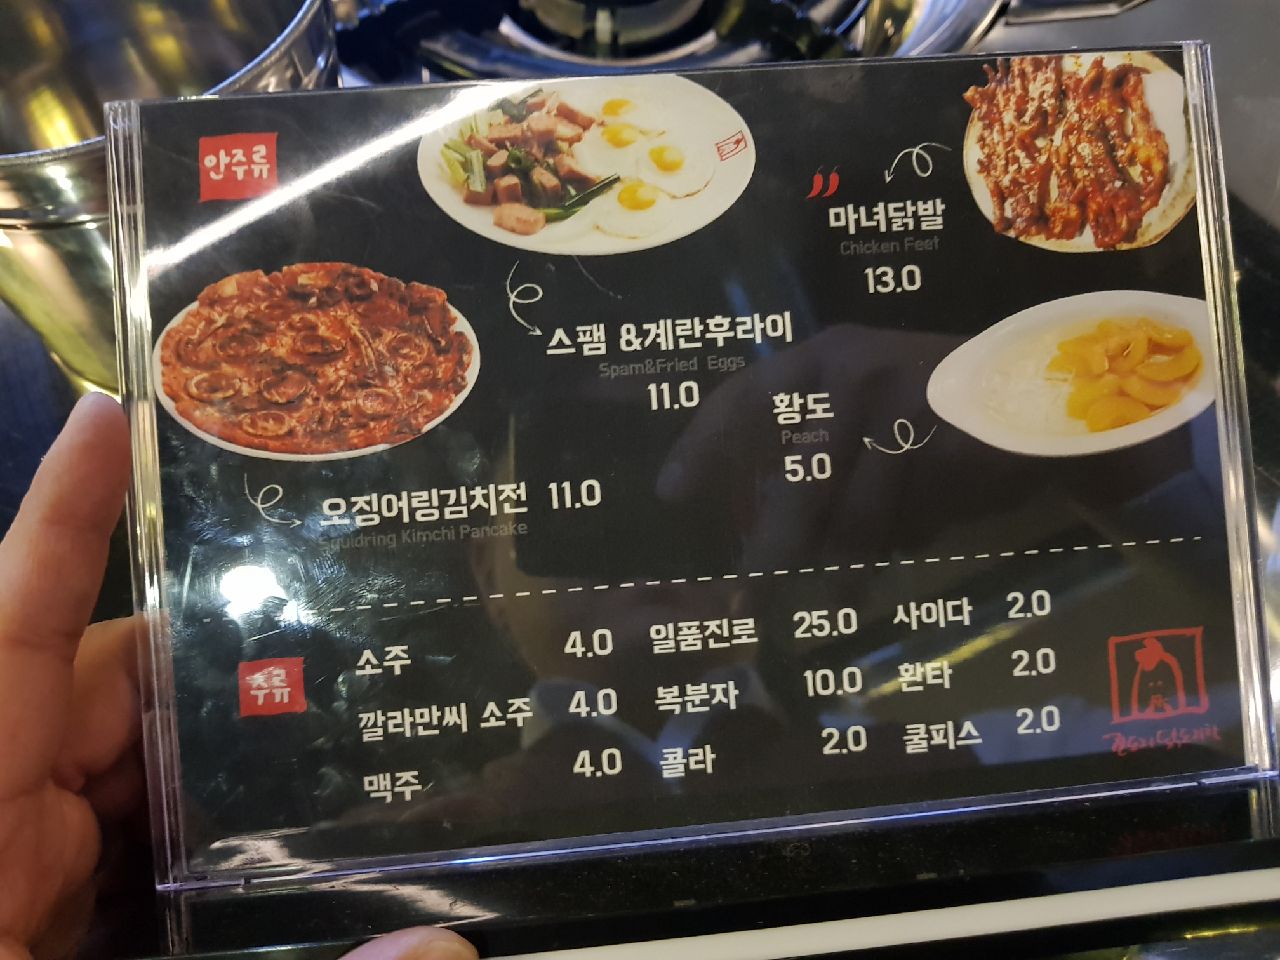 안주류
마녀닭발
Chicken Feet
13.0
스팸 &계란후라이
Spam&Fried Eggs
11.0
황도
Peach
5.0
오징어링김치전 11.0
Squidring Kimchi Pancake
주류
소주 4.0 일품진로 25.0 사이다 2.0
깔라만씨 소주 4.0 복분자 10.0 환타 2.0
맥주 4.0 콜라 2.0 쿨피스 2.0